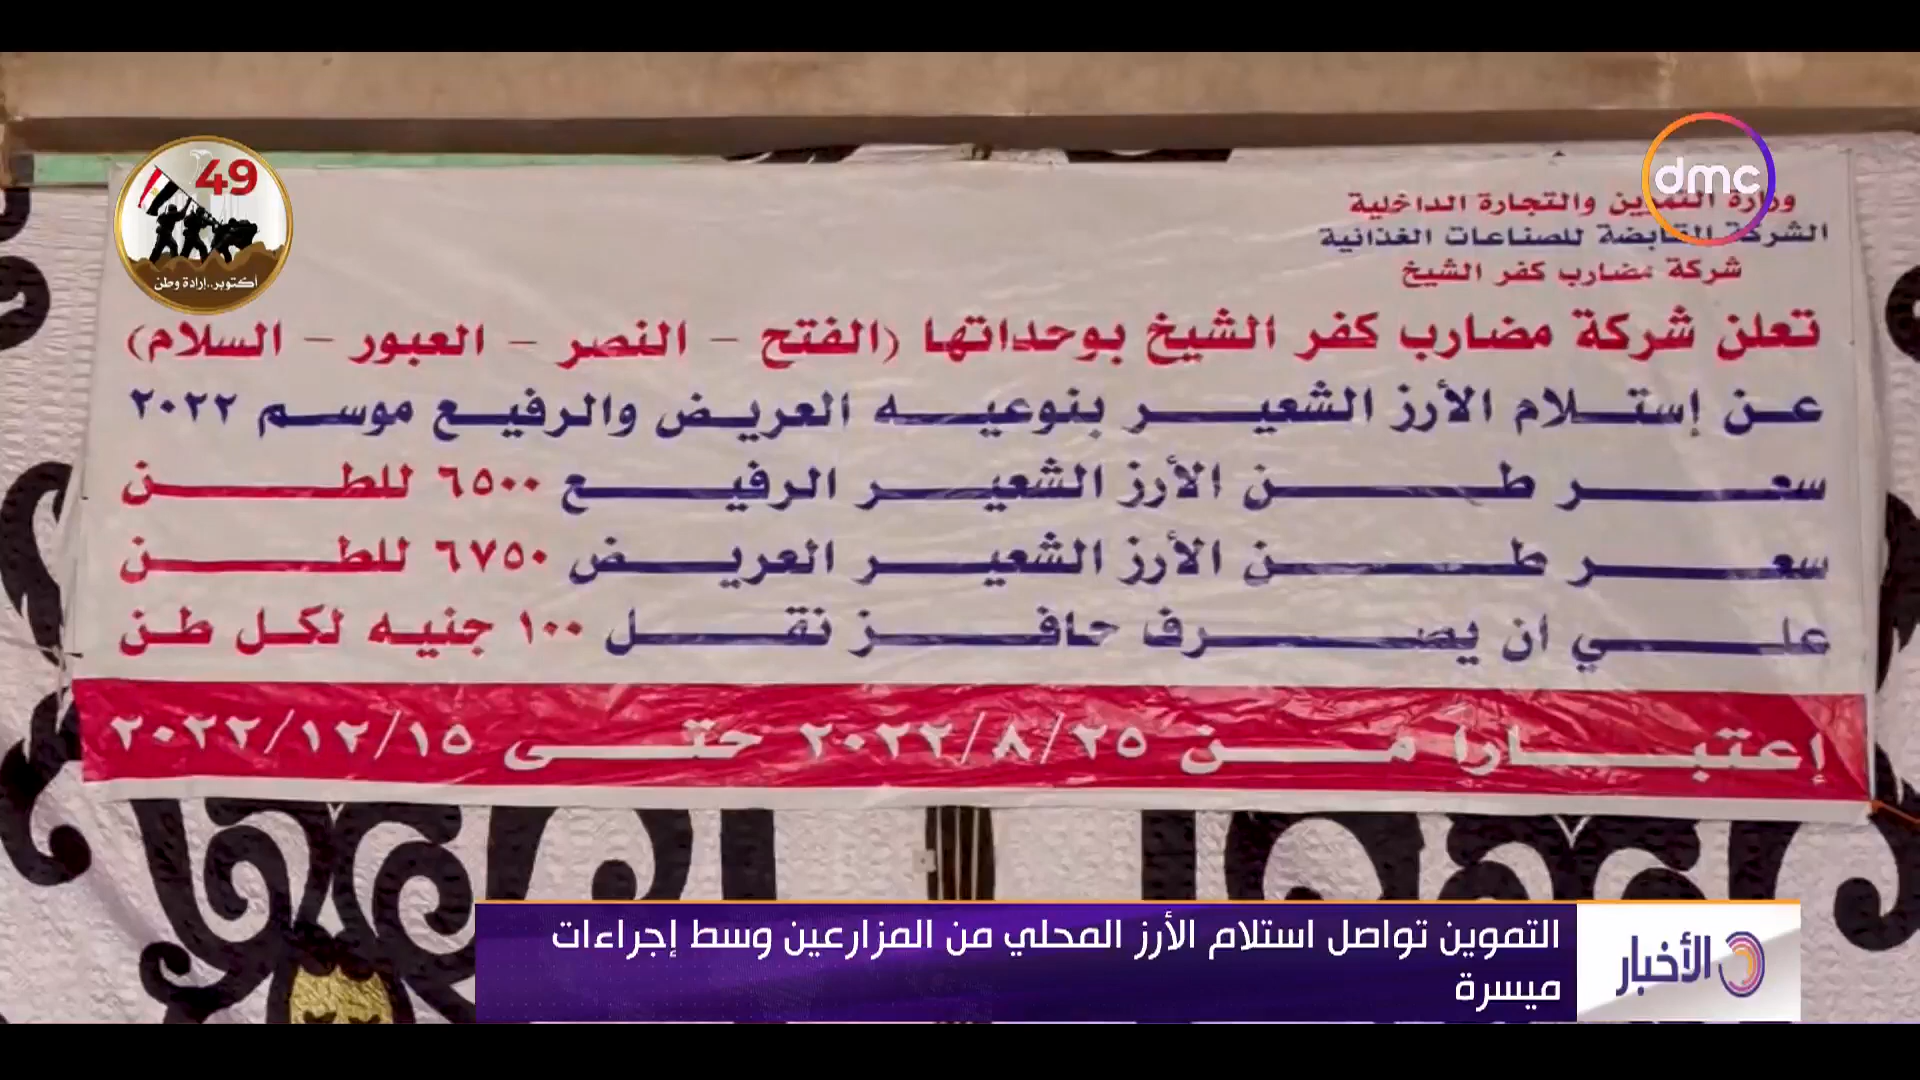 49
أكتوبر..إرادة وطن
dmc
وزارة التموين والتجارة الداخلية
الشركة القابضة للصناعات الغذائية
شركة مضارب كفر الشيخ
تعلن شركة مضارب كفر الشيخ بوحداتها (الفتح - النصر - العبور - السلام)
عن إستلام الأرز الشعير بنوعيه العريض والرفيع موسم ٢٠٢٢
سعر طن الأرز الشعير الرفيع ٦٥٠٠ للطن
سعر طن الأرز الشعير العريض ٦٧٥٠ للطن
علي ان يصرف حافز نقل ١٠٠ جنيه لكل طن
إعتباراً من ٢٠٢٢/٨/٢٥ حتى ٢٠٢٢/١٢/١٥
الأخبار
التموين تواصل استلام الأرز المحلي من المزارعين وسط إجراءات
ميسرة